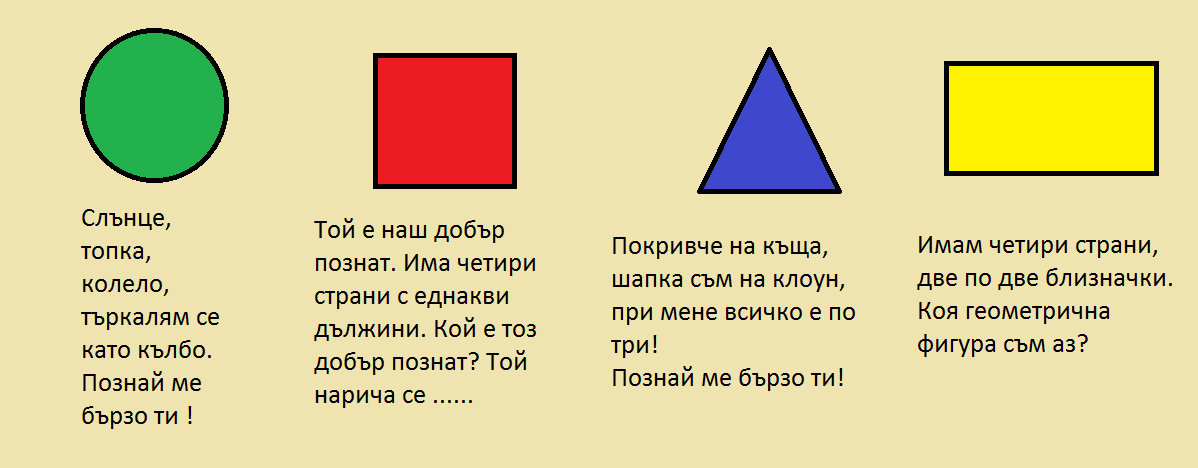 Слънце,
топка,
колело,
търкалям се
като кълбо.
Познай ме
бързо ти !
Той е наш добър
познат. Има четири
страни с еднакви
дължини. Кой е тоз
добър познат? Той
нарича се ......
Покривче на къща,
шапка съм на клоун,
при мене всичко е по
три!
Познай ме бързо ти!
Имам четири страни,
две по две близначки.
Коя геометрична
фигура съм аз?